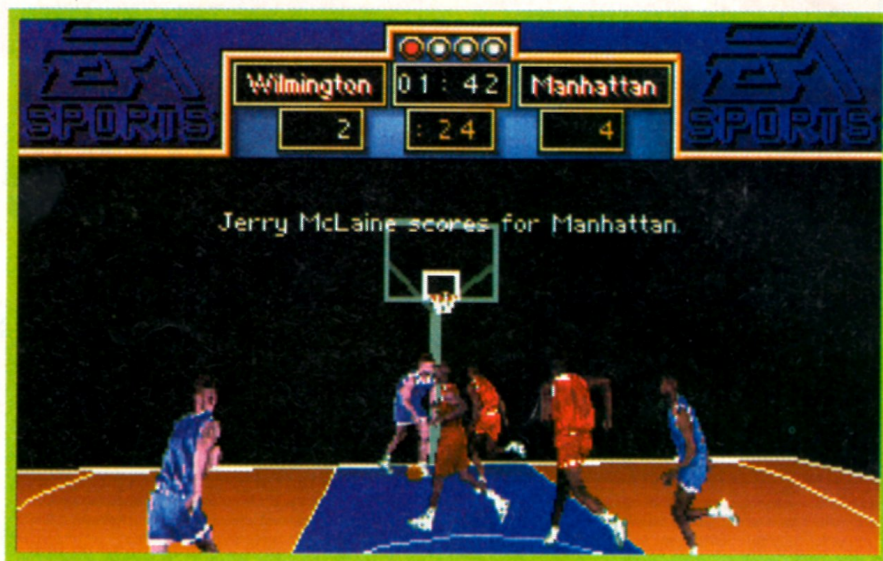 EA
SPORTS
EA
SPORTS
Wilmington 01:42 Manhattan
2 :24 4
Jerry McLaine scores for Manhattan